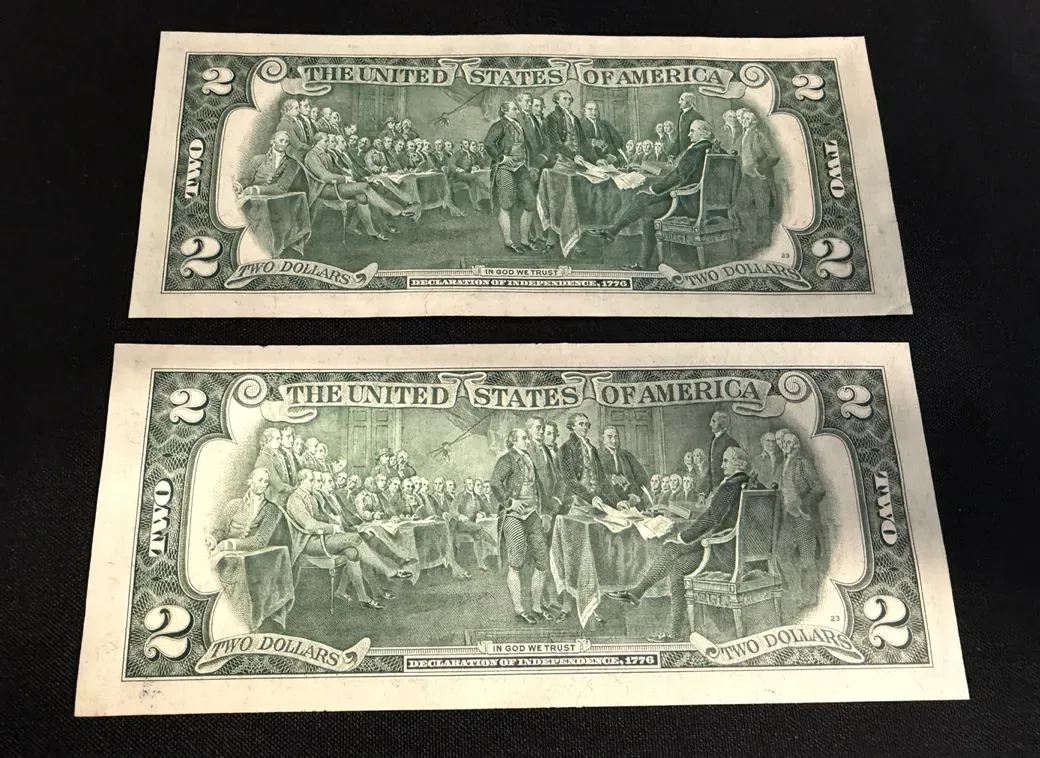 THE UNITED STATES OF AMERICA
2 2
TWO TWO
2 2
TWO DOLLARS TWO DOLLARS
23
IN GOD WE TRUST
DECLARATION OF INDEPENDENCE, 1776
THE UNITED STATES OF AMERICA
2 2
TWO TWO
2 2
23
TWO DOLLARS TWO DOLLARS
IN GOD WE TRUST
DECLARATION OF INDEPENDENCE, 1776